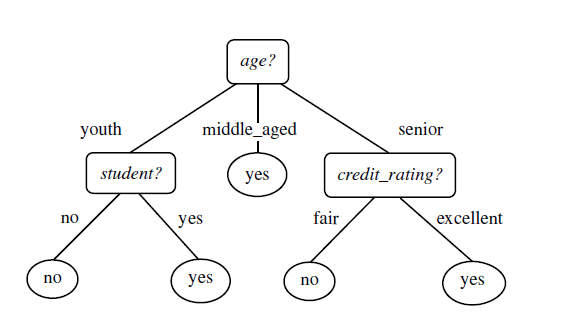 age?
youth
middle_aged
senior
student?
yes
credit_rating?
no
yes
fair
excellent
no
yes
no
yes